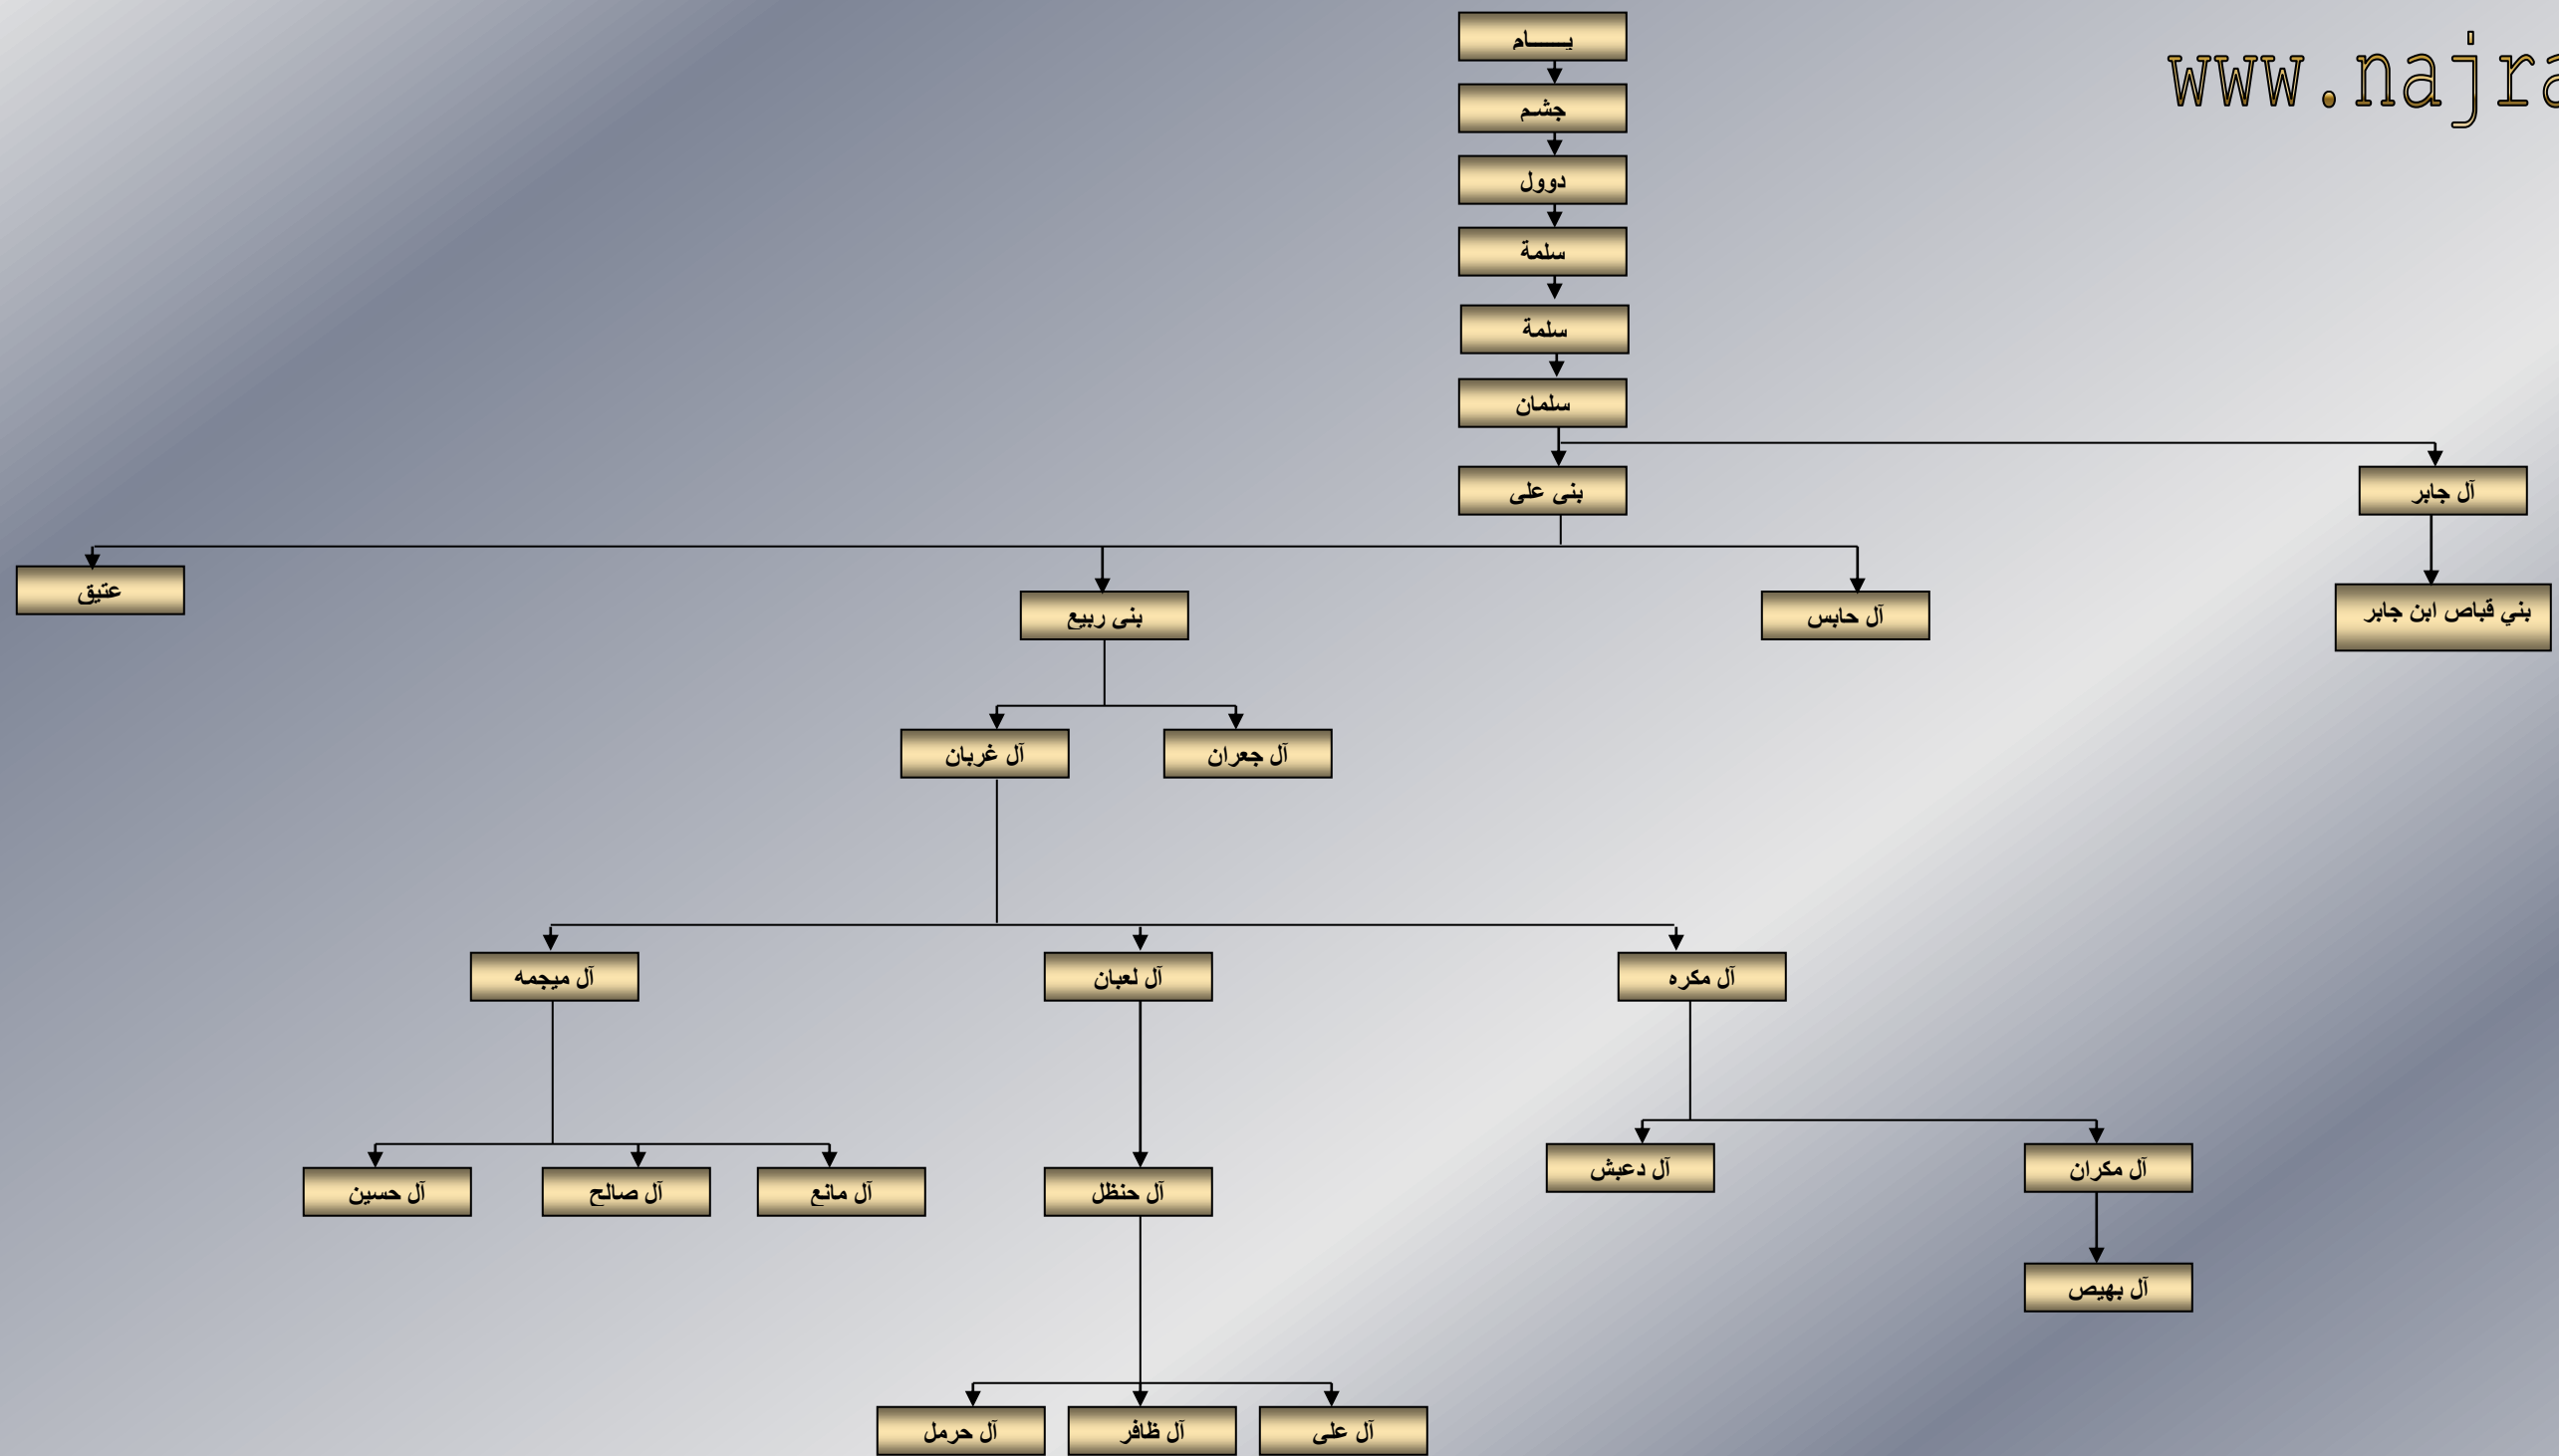 www.najra
يـــــام
جشم
دوول
سلمة
سلمة
سلمان
آل جابر
بنى على
بني قباص ابن جابر
آل حابس
بنى ربيع
عتيق
آل جعران
آل غربان
آل مكره
آل لعبان
آل ميجمه
آل مكران
آل دعبش
آل حنظل
آل مانع
آل صالح
آل حسين
آل بهيص
آل على
آل ظافر
آل حرمل